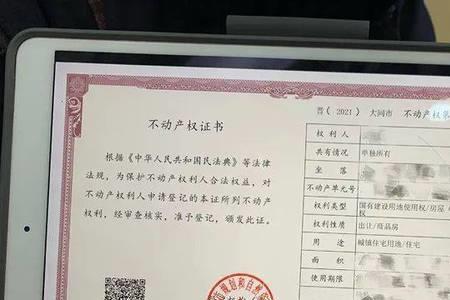 不动产权证书
根据《中华人民共和国民法典》等法律
法规，为保护不动产权利人合法权益，对
不动产权利人申请登记的本证所列不动产
权利，经审查核实，准予登记，颁发此证。
晋（2021）大同市 不动产权第
权利人
共有情况 单独所有
坐落
不动产单元号
权利类型 国有建设用地使用权/房屋
权
权利性质 出让/商品房
用途 城镇住宅用地/住宅
面积
使用期限